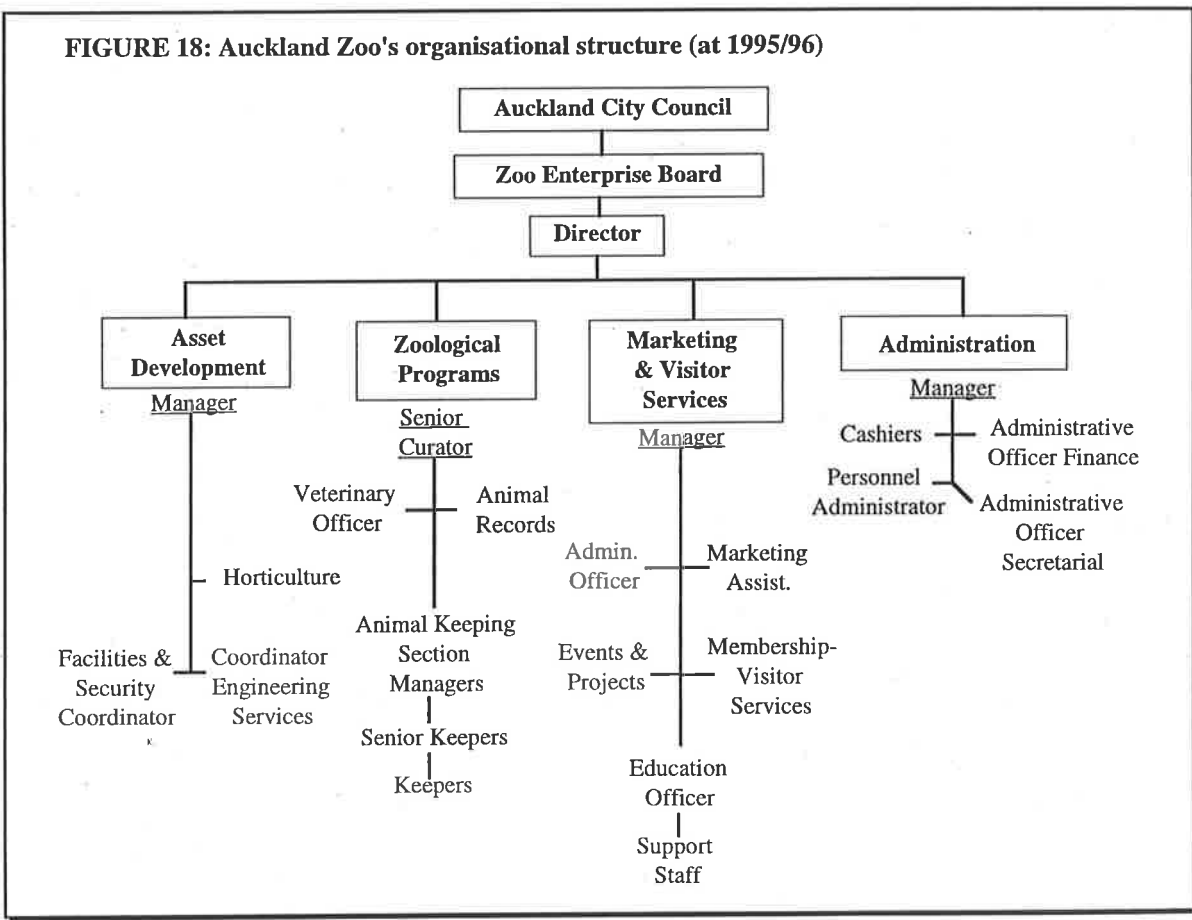 FIGURE 18: Auckland Zoo's organisational structure (at 1995/96)
Auckland City Council
Zoo Enterprise Board
Director
Asset
Development
Manager
Horticulture
Facilities &
Security
Coordinator
Coordinator
Engineering
Services
Zoological
Programs
Senior
Curator
Veterinary
Officer
Animal
Records
Animal Keeping
Section
Managers
Senior Keepers
Keepers
Marketing
& Visitor
Services
Manager
Admin.
Officer
Marketing
Assist.
Events &
Projects
Membership-
Visitor
Services
Education
Officer
Support
Staff
Administration
Manager
Cashiers
Administrative
Officer Finance
Personnel
Administrator
Administrative
Officer
Secretarial